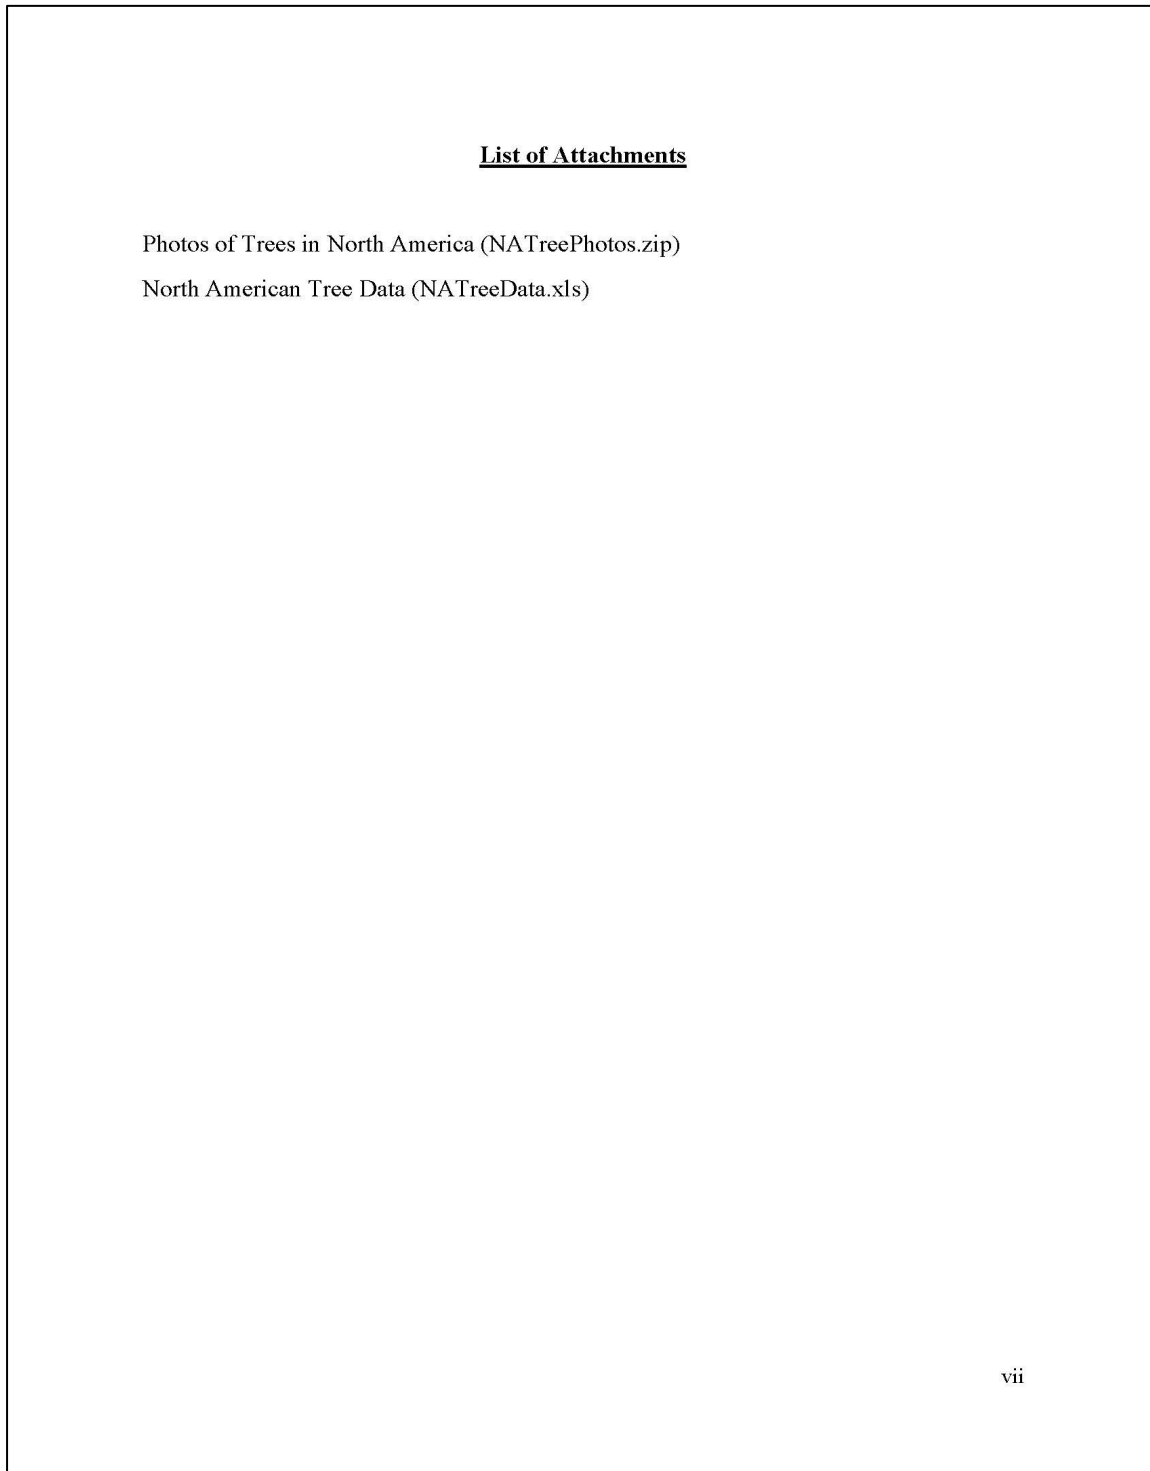 List of Attachments
Photos of Trees in North America (NATreePhotos.zip)
North American Tree Data (NATreeData.xls)
vii